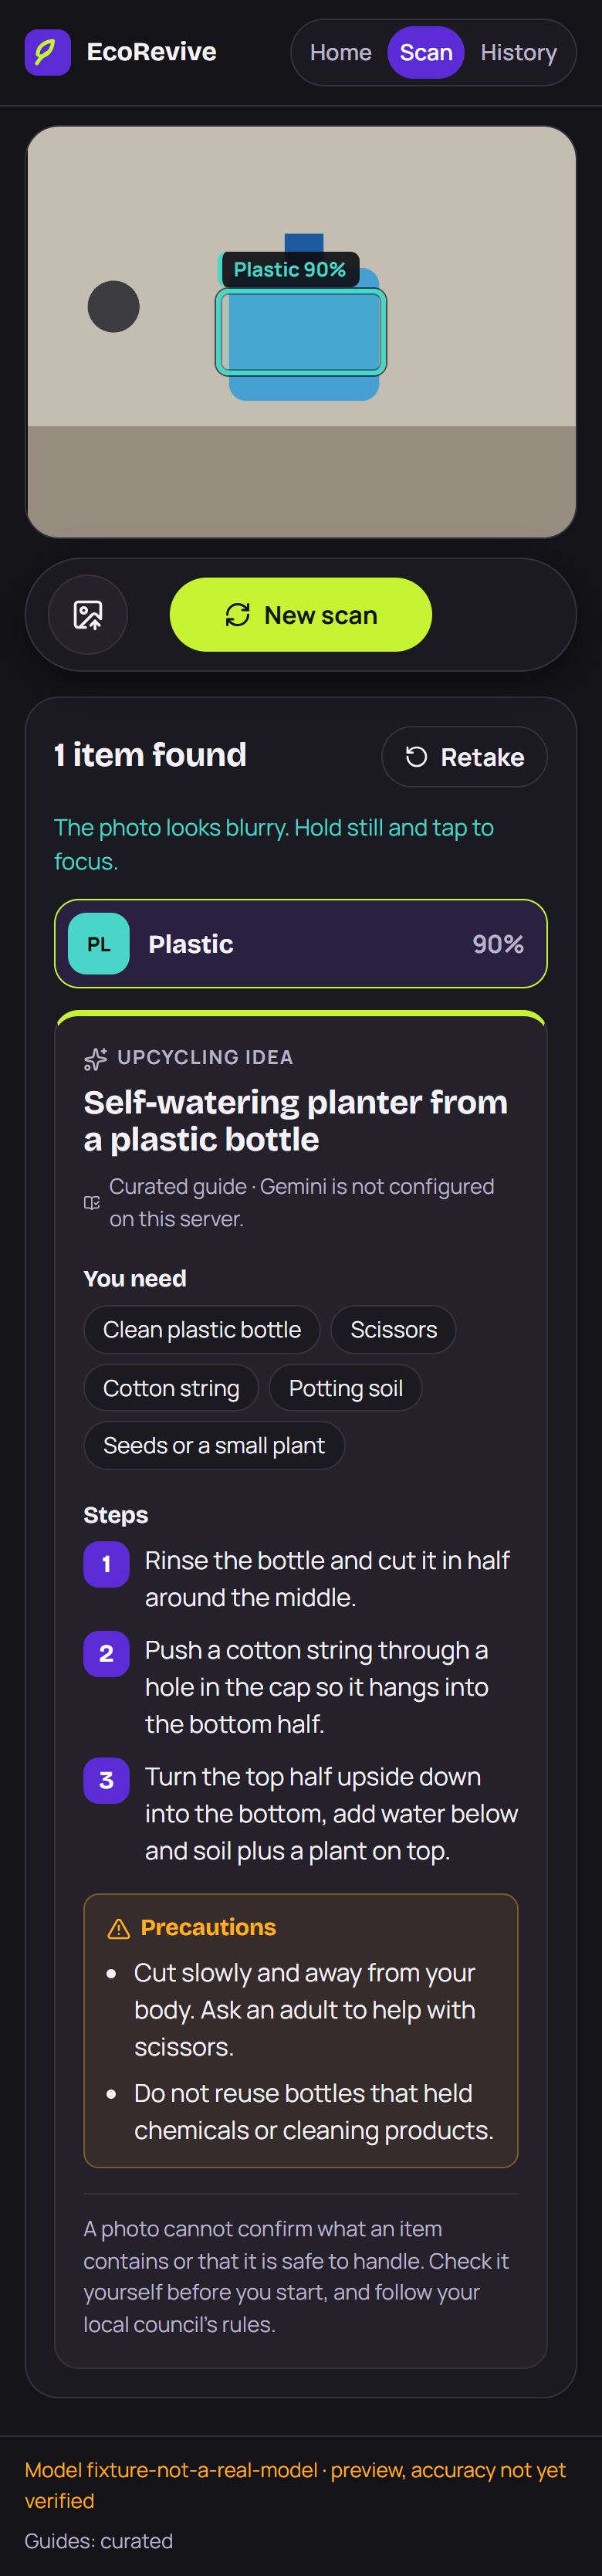 EcoRevive
Home
Scan
History
Plastic 90%
New scan
1 item found
Retake
The photo looks blurry. Hold still and tap to
focus.
PL
Plastic
90%
UPCYCLING IDEA
Self-watering planter from
a plastic bottle
Curated guide · Gemini is not configured
on this server.
You need
Clean plastic bottle
Scissors
Cotton string
Potting soil
Seeds or a small plant
Steps
1
Rinse the bottle and cut it in half
around the middle.
2
Push a cotton string through a
hole in the cap so it hangs into
the bottom half.
3
Turn the top half upside down
into the bottom, add water below
and soil plus a plant on top.
Precautions
• Cut slowly and away from your
body. Ask an adult to help with
scissors.
• Do not reuse bottles that held
chemicals or cleaning products.
A photo cannot confirm what an item
contains or that it is safe to handle. Check it
yourself before you start, and follow your
local council's rules.
Model fixture-not-a-real-model · preview, accuracy not yet
verified
Guides: curated